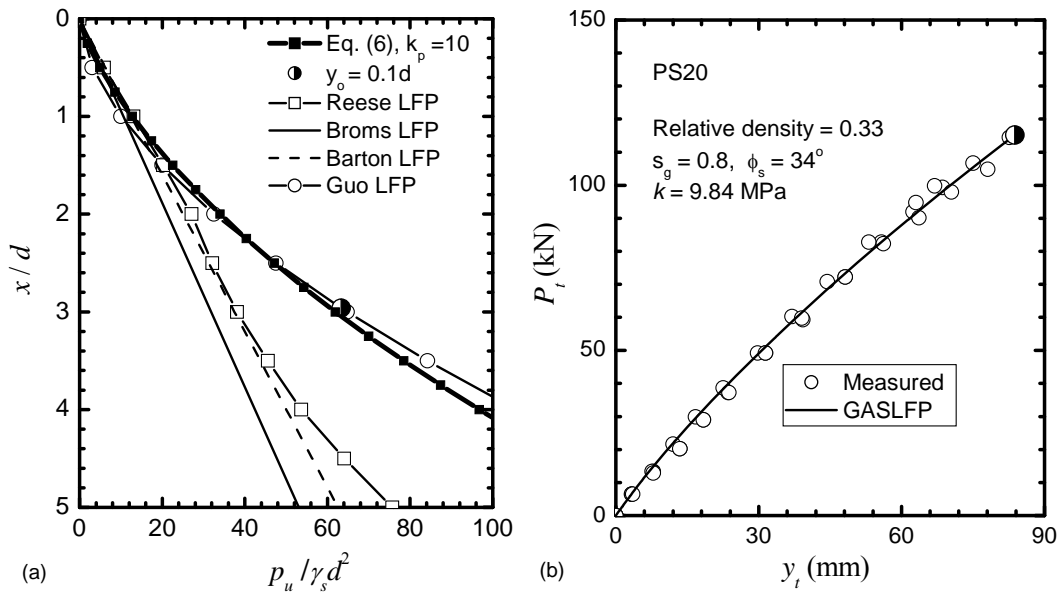 0
1
2
3
4
5
x / d
0 20 40 60 80 100
p_u /γ_s d^2
(a)
Eq. (6), k_p =10
y_o = 0.1d
Reese LFP
Broms LFP
Barton LFP
Guo LFP
150
100
50
0
P_t (kN)
0 30 60 90
y_t (mm)
(b)
PS20
Relative density = 0.33
s_g = 0.8, ϕ_s = 34°
k = 9.84 MPa
Measured
GASLFP